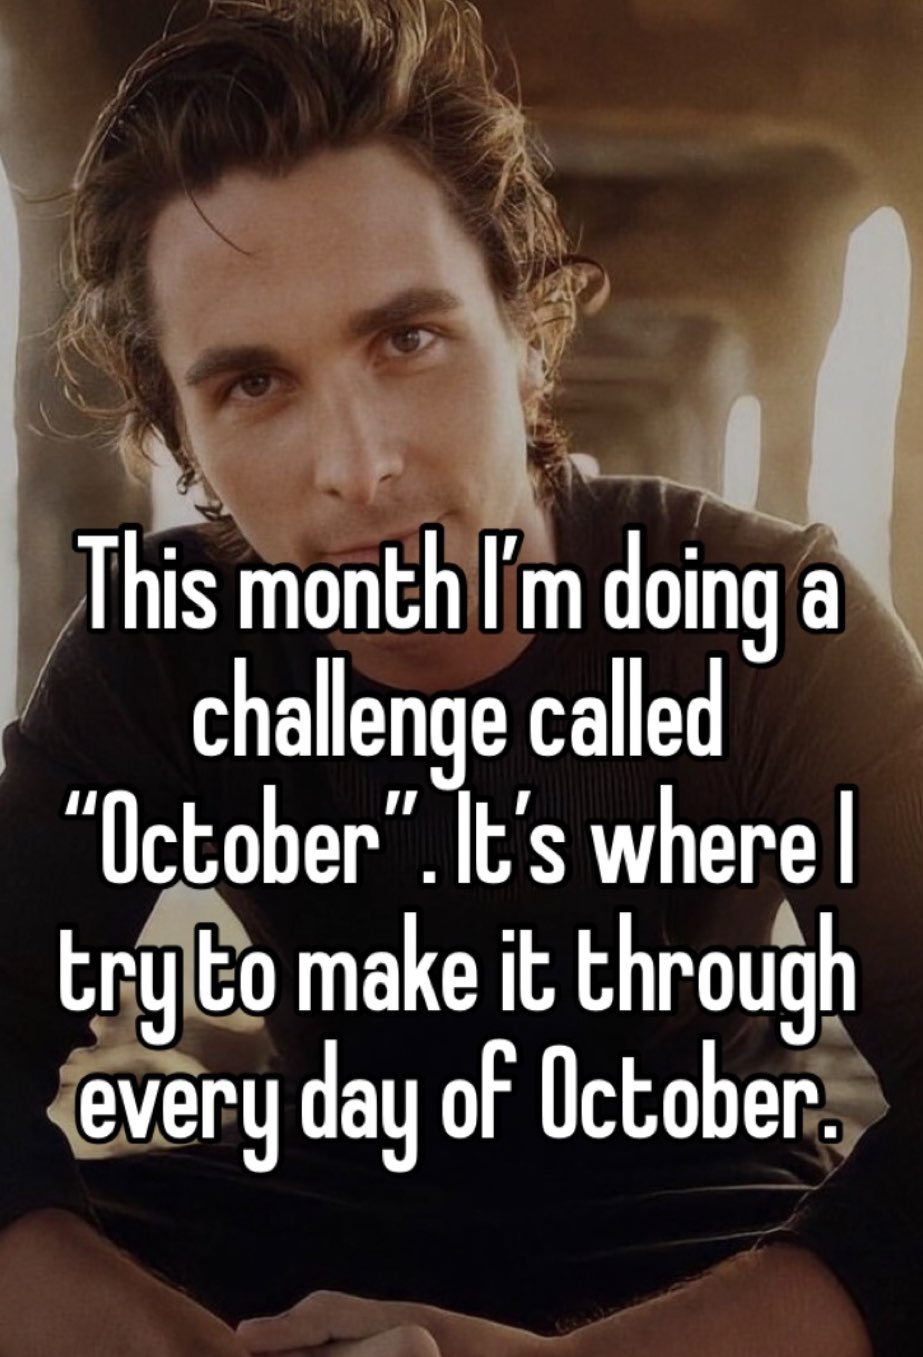 This month I’m doing a
challenge called
“October”. It’s where I
try to make it through
every day of October.